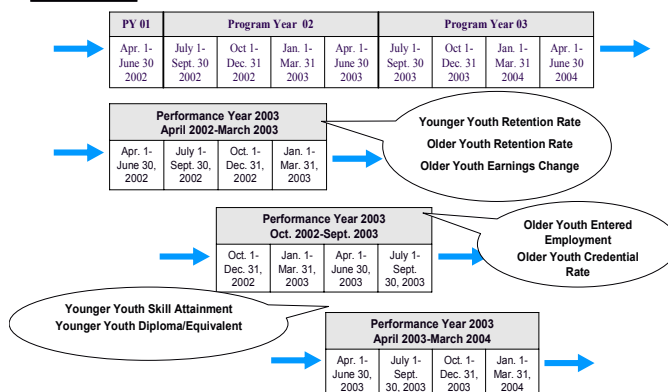 PY 01 Program Year 02 Program Year 03
Apr. 1- July 1- Oct 1- Jan. 1- Apr. 1- July 1- Oct 1- Jan. 1- Apr. 1-
June 30 Sept. 30 Dec. 31 Mar. 31 June 30 Sept. 30 Dec. 31 Mar. 31 June 30
2002 2002 2002 2003 2003 2003 2003 2004 2004
Performance Year 2003
April 2002-March 2003
Apr. 1- July 1- Oct. 1- Jan. 1-
June 30, Sept. 30, Dec. 31, Mar. 31,
2002 2002 2002 2003
Younger Youth Retention Rate
Older Youth Retention Rate
Older Youth Earnings Change
Performance Year 2003
Oct. 2002-Sept. 2003
Oct. 1- Jan. 1- Apr. 1- July 1-
Dec. 31, Mar. 31, June 30, Sept.
2002 2003 2003 30, 2003
Older Youth Entered
Employment
Older Youth Credential
Rate
Younger Youth Skill Attainment
Younger Youth Diploma/Equivalent
Performance Year 2003
April 2003-March 2004
Apr. 1- July 1- Oct. 1- Jan. 1-
June 30, Sept. Dec. 31, Mar. 31,
2003 30, 2003 2003 2004